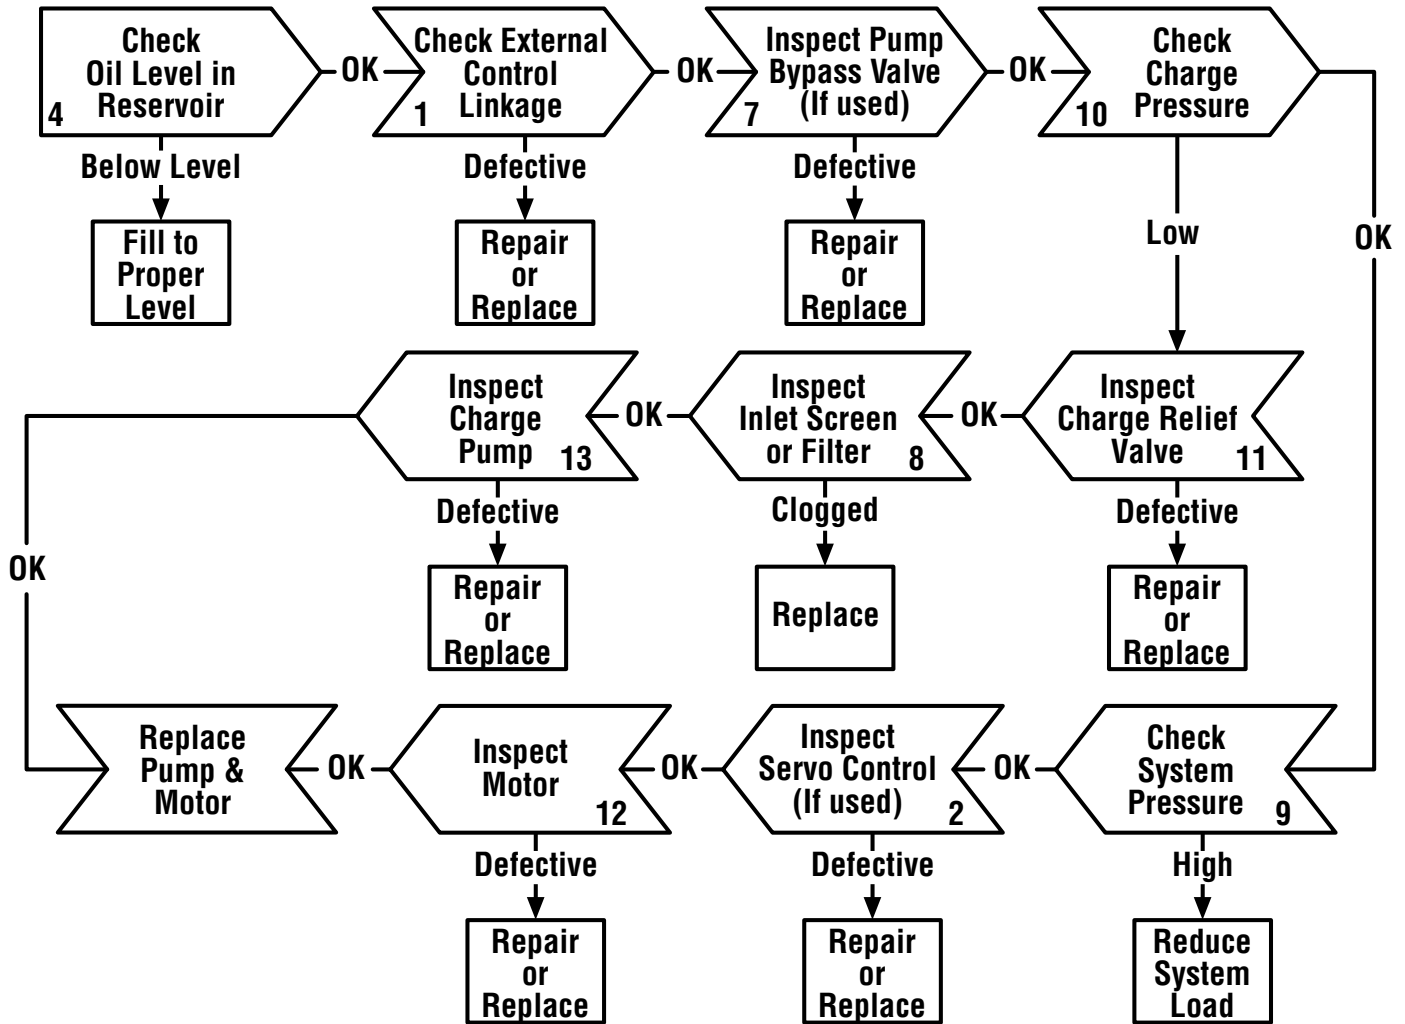 Check
Oil Level in
Reservoir
4
OK
Check External
Control
Linkage
1
OK
Inspect Pump
Bypass Valve
(If used)
7
OK
Check
Charge
Pressure
10
Below Level
Defective
Defective
Low
OK
Fill to
Proper
Level
Repair
or
Replace
Repair
or
Replace
Inspect
Charge Relief
Valve
11
OK
Inspect
Inlet Screen
or Filter
8
OK
Inspect
Charge
Pump
13
Defective
Clogged
Defective
OK
Repair
or
Replace
Replace
Repair
or
Replace
Check
System
Pressure
9
OK
Inspect
Servo Control
(If used)
2
OK
Inspect
Motor
12
OK
Replace
Pump &
Motor
High
Defective
Defective
Reduce
System
Load
Repair
or
Replace
Repair
or
Replace